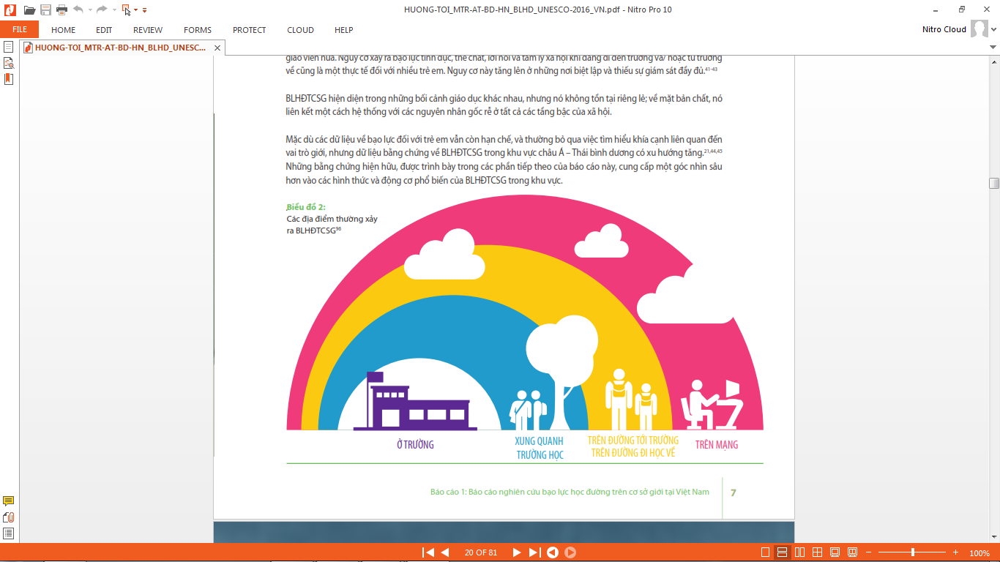 HUONG-TOI_MTR-AT-BD-HN_BLHD_UNESCO-2016_VN.pdf - Nitro Pro 10
FILE HOME EDIT REVIEW FORMS PROTECT CLOUD HELP Nitro Cloud
HUONG-TOI_MTR-AT-BD-HN_BLHD_UNESC...
giáo viên nữa. Nguy cơ xảy ra bạo lực tình dục, thể chất, lời nói và tâm lý xã hội khi đang đi đến trường và/ hoặc từ trường
về cũng là một thực tế đối với nhiều trẻ em. Nguy cơ này tăng lên ở những nơi biệt lập và thiếu sự giám sát đầy đủ.41-43
BLHĐTCSG hiện diện trong những bối cảnh giáo dục khác nhau, nhưng nó không tồn tại riêng lẻ; về mặt bản chất, nó
liên kết một cách hệ thống với các nguyên nhân gốc rễ ở tất cả các tầng bậc của xã hội.
Mặc dù các dữ liệu về bạo lực đối với trẻ em vẫn còn hạn chế, và thường bỏ qua việc tìm hiểu khía cạnh liên quan đến
vai trò giới, nhưng dữ liệu bằng chứng về BLHĐTCSG trong khu vực châu Á – Thái bình dương có xu hướng tăng.21,44,45
Những bằng chứng hiện hữu, được trình bày trong các phần tiếp theo của báo cáo này, cung cấp một góc nhìn sâu
hơn vào các hình thức và động cơ phổ biến của BLHĐTCSG trong khu vực.
Biểu đồ 2:
Các địa điểm thường xảy
ra BLHĐTCSG96
Ở TRƯỜNG
XUNG QUANH
TRƯỜNG HỌC
TRÊN ĐƯỜNG TỚI TRƯỜNG
TRÊN ĐƯỜNG ĐI HỌC VỀ
TRÊN MẠNG
Báo cáo 1: Báo cáo nghiên cứu bạo lực học đường trên cơ sở giới tại Việt Nam 7
20 OF 81
100%